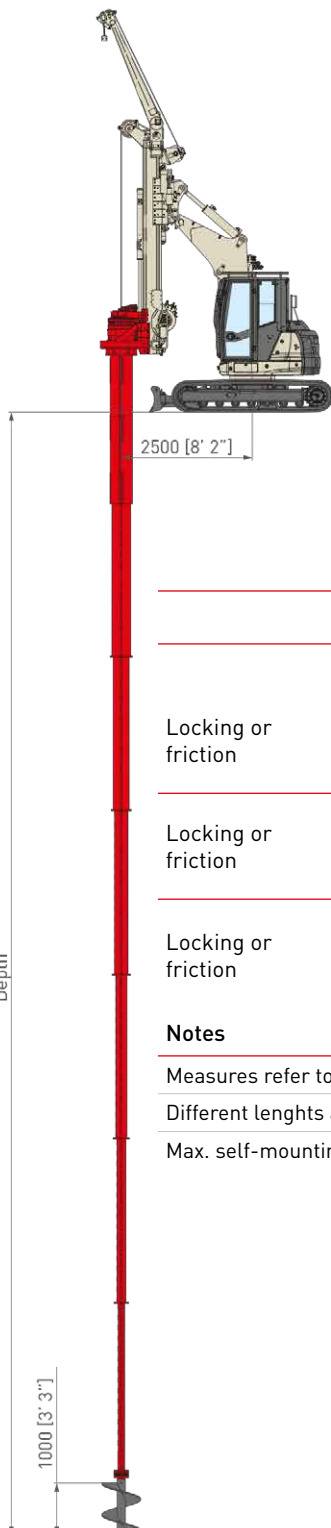 2500 [8' 2"]
Locking or
friction
Locking or
friction
Locking or
friction
Depth
Notes
Measures refer to
Different lenghts
Max. self-mountin
1000 [3' 3"]